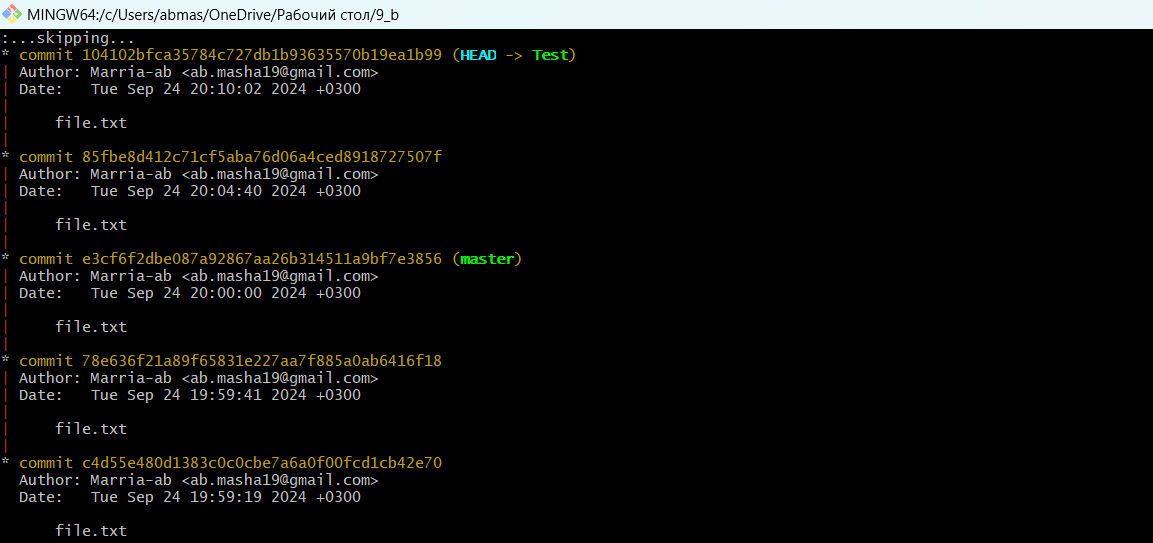 MINGW64:/c/Users/abmas/OneDrive/Рабочий стол/9_b
:...skipping...
* commit 104102bfca35784c727db1b93635570b19ea1b99 (HEAD -> Test)
| Author: Marria-ab <ab.masha19@gmail.com>
| Date:   Tue Sep 24 20:10:02 2024 +0300
|
|     file.txt
|
* commit 85fbe8d412c71cf5aba76d06a4ced8918727507f
| Author: Marria-ab <ab.masha19@gmail.com>
| Date:   Tue Sep 24 20:04:40 2024 +0300
|
|     file.txt
|
* commit e3cf6f2dbe087a92867aa26b314511a9bf7e3856 (master)
| Author: Marria-ab <ab.masha19@gmail.com>
| Date:   Tue Sep 24 20:00:00 2024 +0300
|
|     file.txt
|
* commit 78e636f21a89f65831e227aa7f885a0ab6416f18
| Author: Marria-ab <ab.masha19@gmail.com>
| Date:   Tue Sep 24 19:59:41 2024 +0300
|
|     file.txt
|
* commit c4d55e480d1383c0c0cbe7a6a0f00fcd1cb42e70
  Author: Marria-ab <ab.masha19@gmail.com>
  Date:   Tue Sep 24 19:59:19 2024 +0300

      file.txt